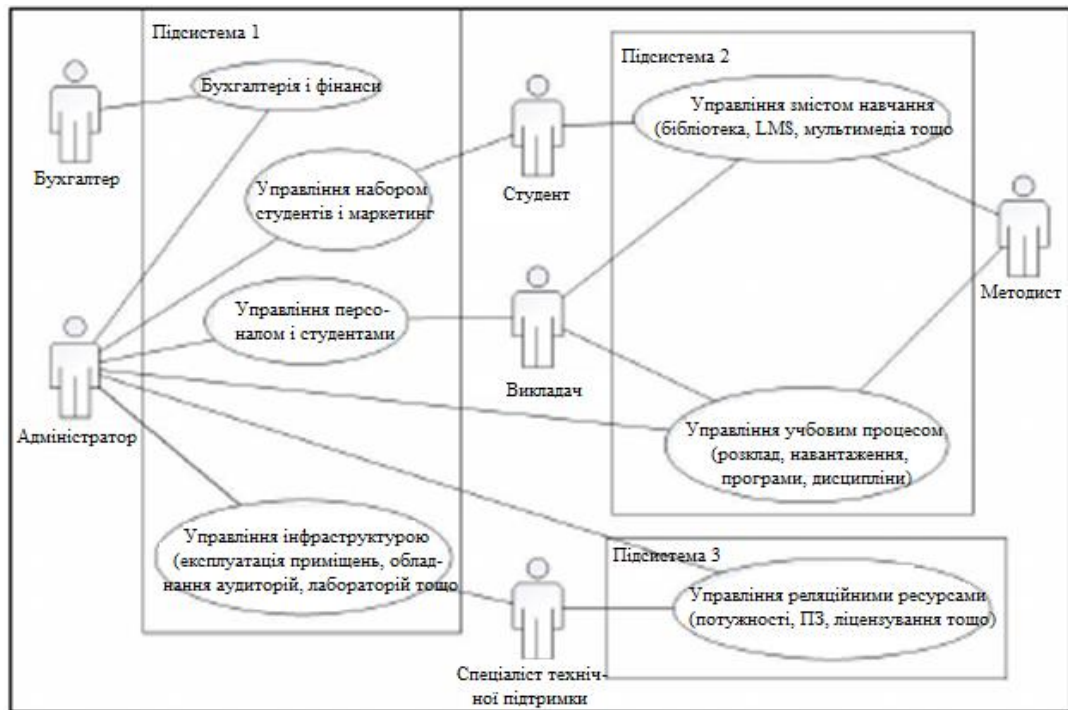 Підсистема 1
Бухгалтерія і фінанси
Бухгалтер
Управління набором
студентів і маркетинг
Студент
Підсистема 2
Управління змістом навчання
(бібліотека, LMS, мультимедіа тощо
Методист
Управління персо-
налом і студентами
Викладач
Адміністратор
Управління учбовим процесом
(розклад, навантаження,
програми, дисципліни)
Управління інфраструктурою
(експлуатація приміщень, облад-
нання аудиторій, лабораторій тощо
Підсистема 3
Управління реляційними ресурсами
(потужності, ПЗ, ліцензування тощо)
Спеціаліст техніч-
ної підтримки